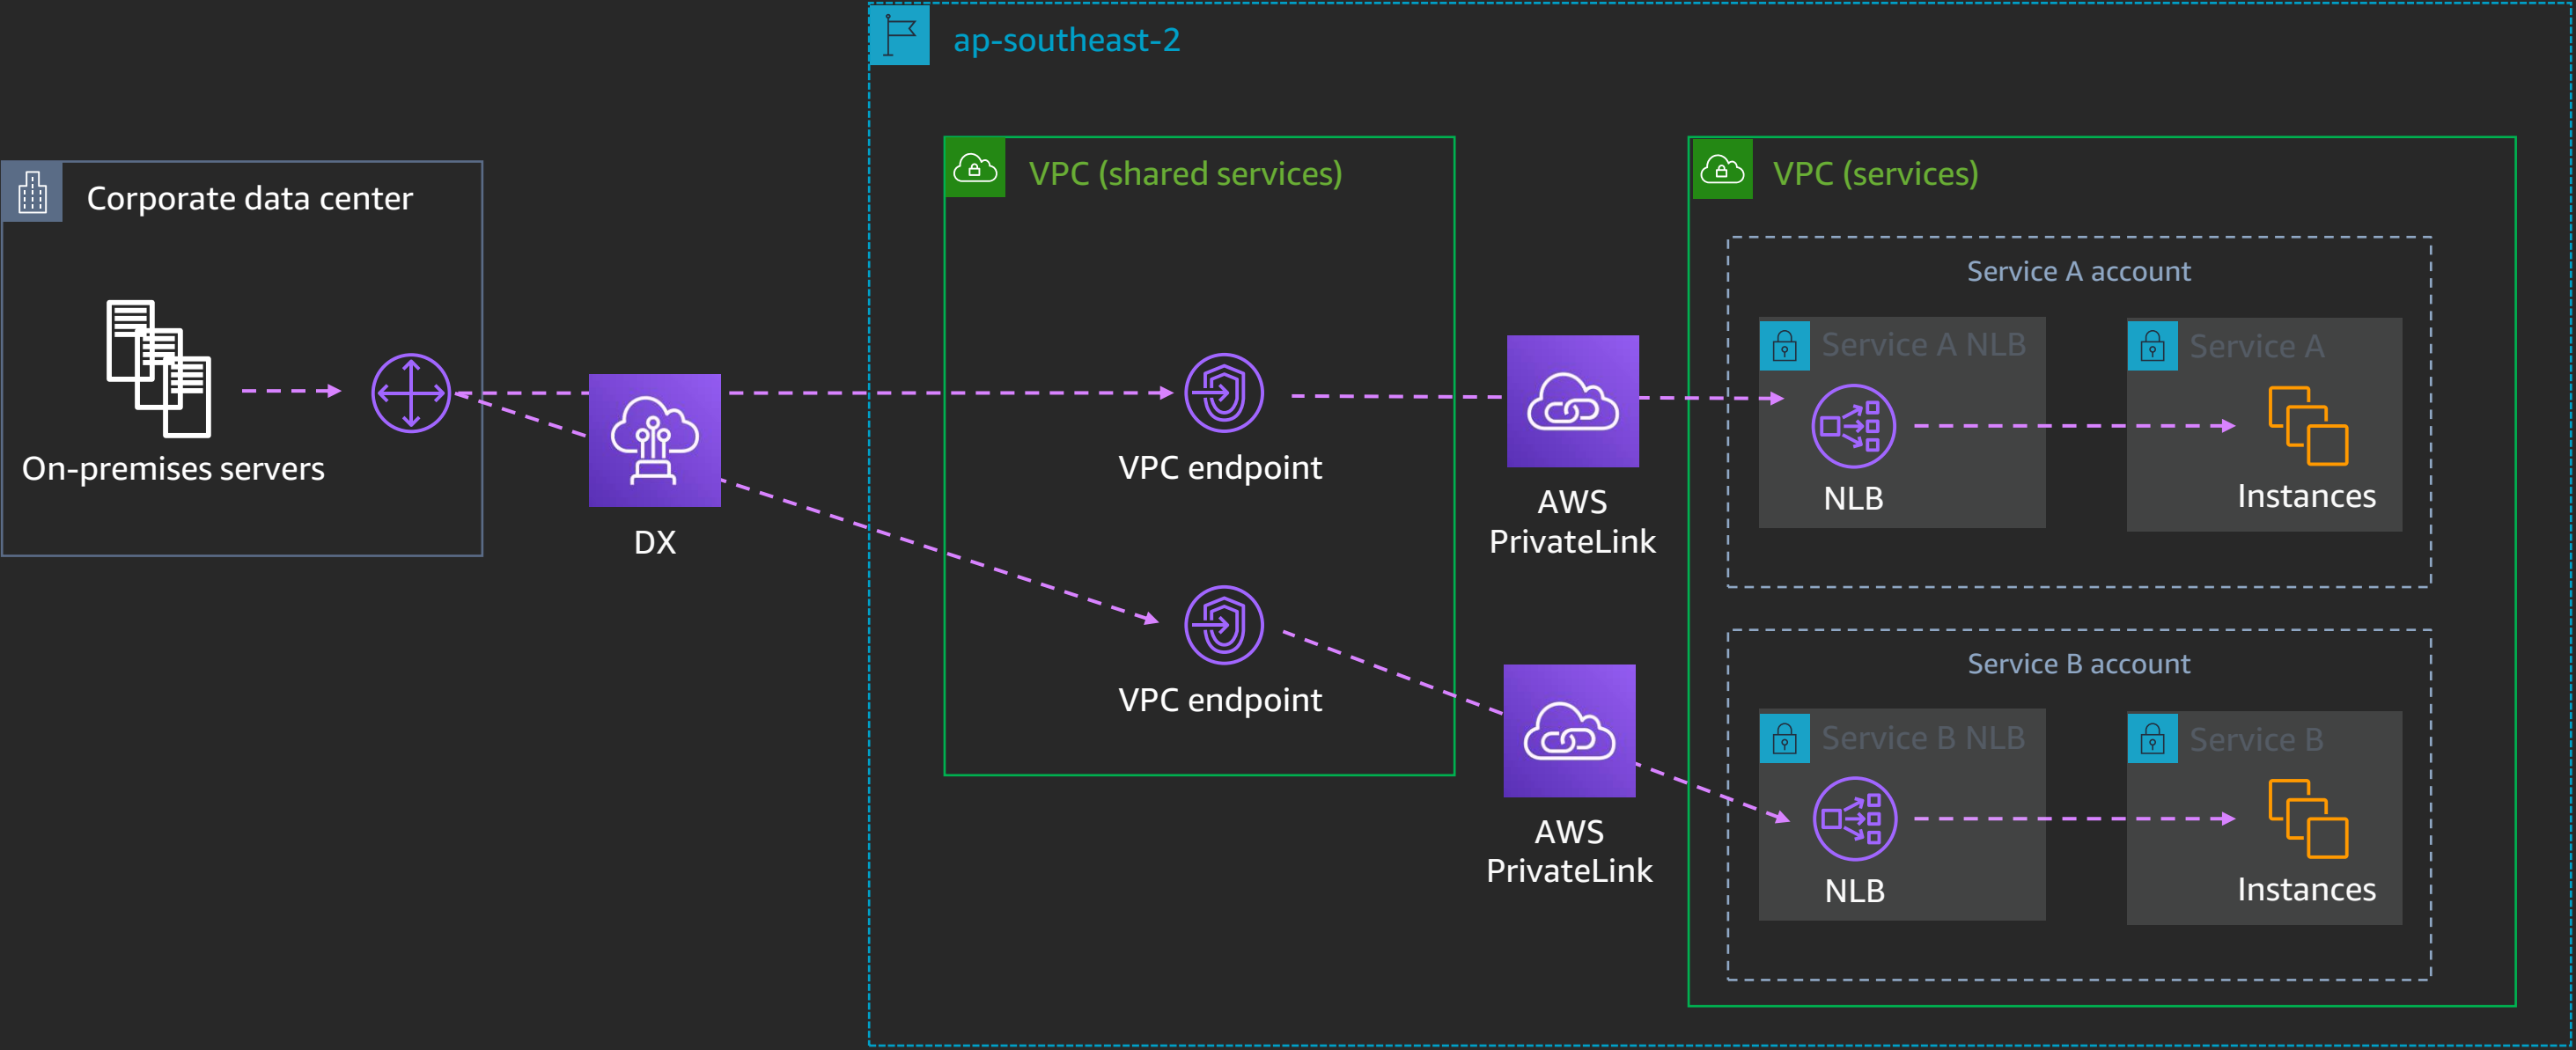 ap-southeast-2
Corporate data center
On-premises servers
DX
VPC (shared services)
VPC endpoint
VPC endpoint
AWS
PrivateLink
AWS
PrivateLink
VPC (services)
Service A account
Service A NLB
NLB
Service A
Instances
Service B account
Service B NLB
NLB
Service B
Instances